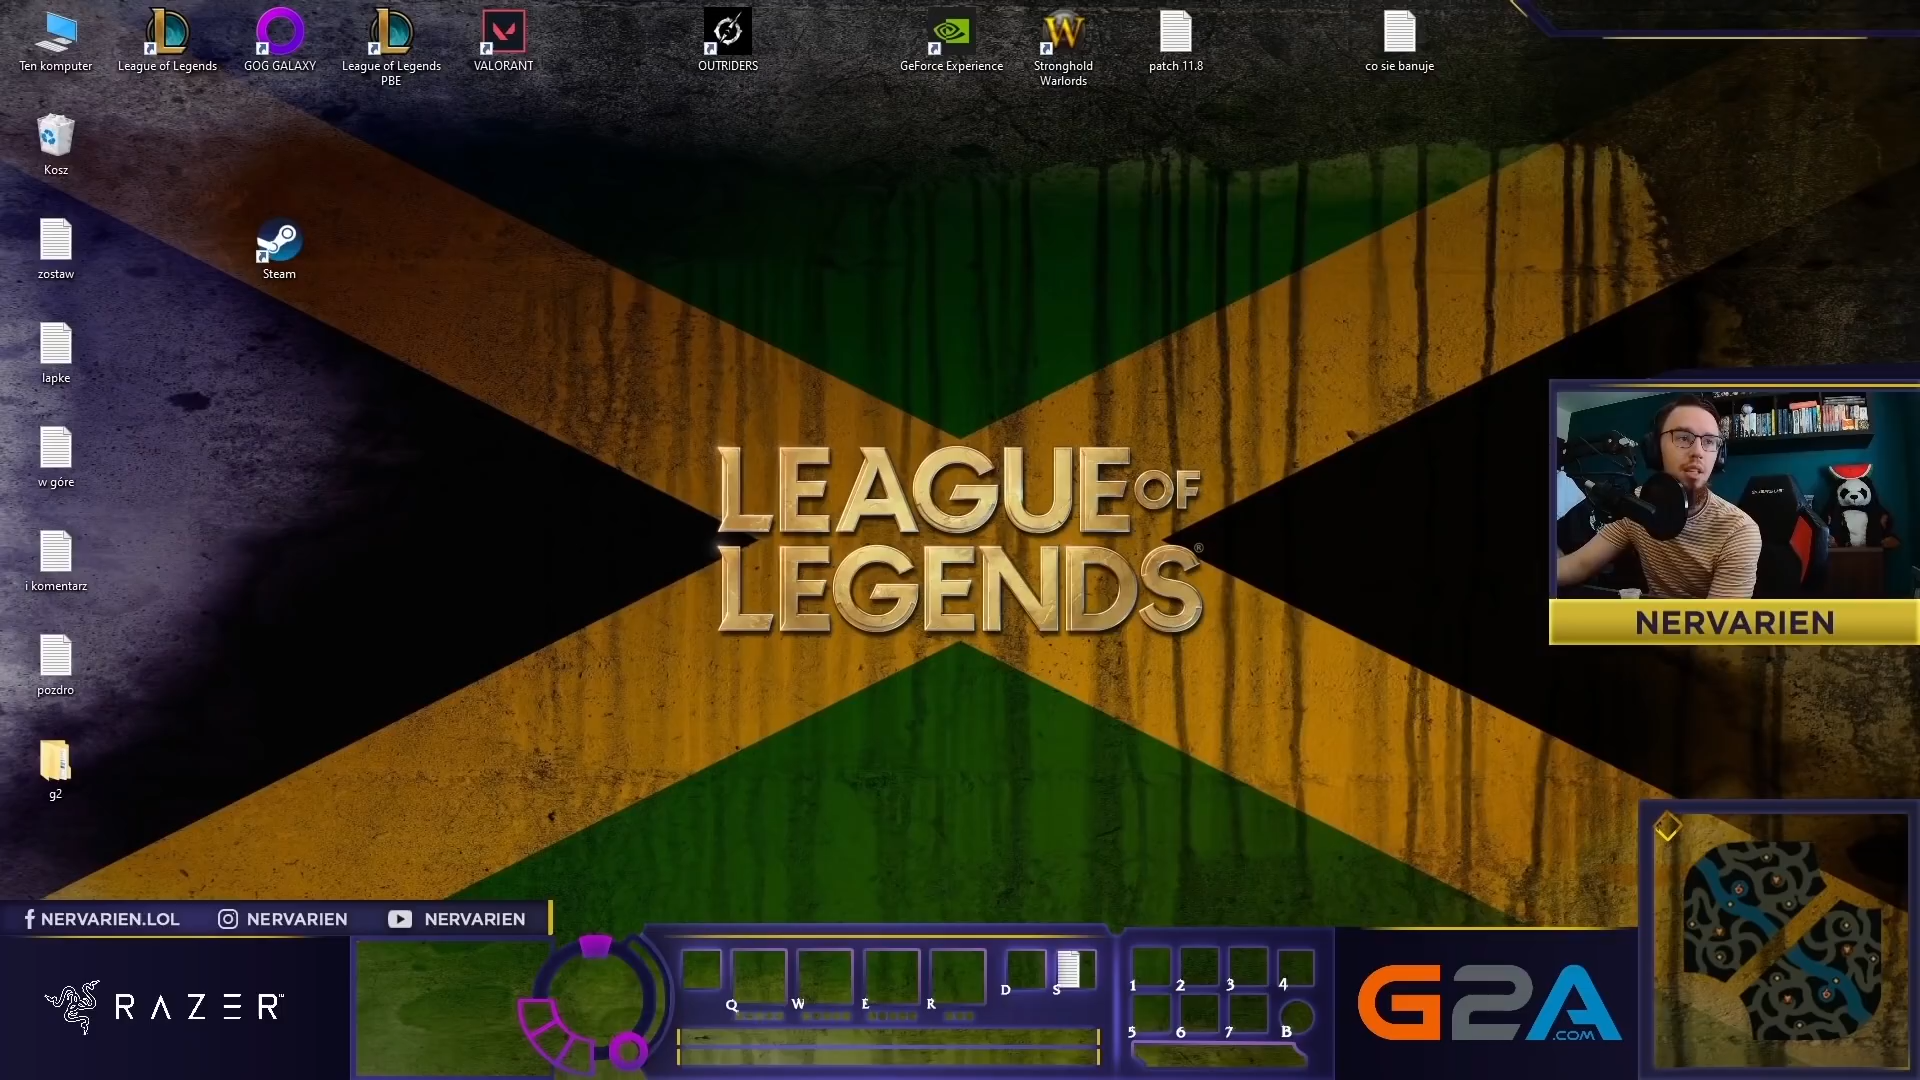 Ten komputer
League of Legends
GOG GALAXY
League of Legends
PBE
VALORANT
OUTRIDERS
GeForce Experience
Stronghold
Warlords
patch 11.8
co sie banuje
Kosz
zostaw
Steam
lapke
w góre
i komentarz
pozdro
g2
LEAGUE OF
LEGENDS®
NERVARIEN
NERVARIEN.LOL
NERVARIEN
NERVARIEN
RAZER™
Q
W
E
R
D
S
1
2
3
4
5
6
7
B
G2A
.COM